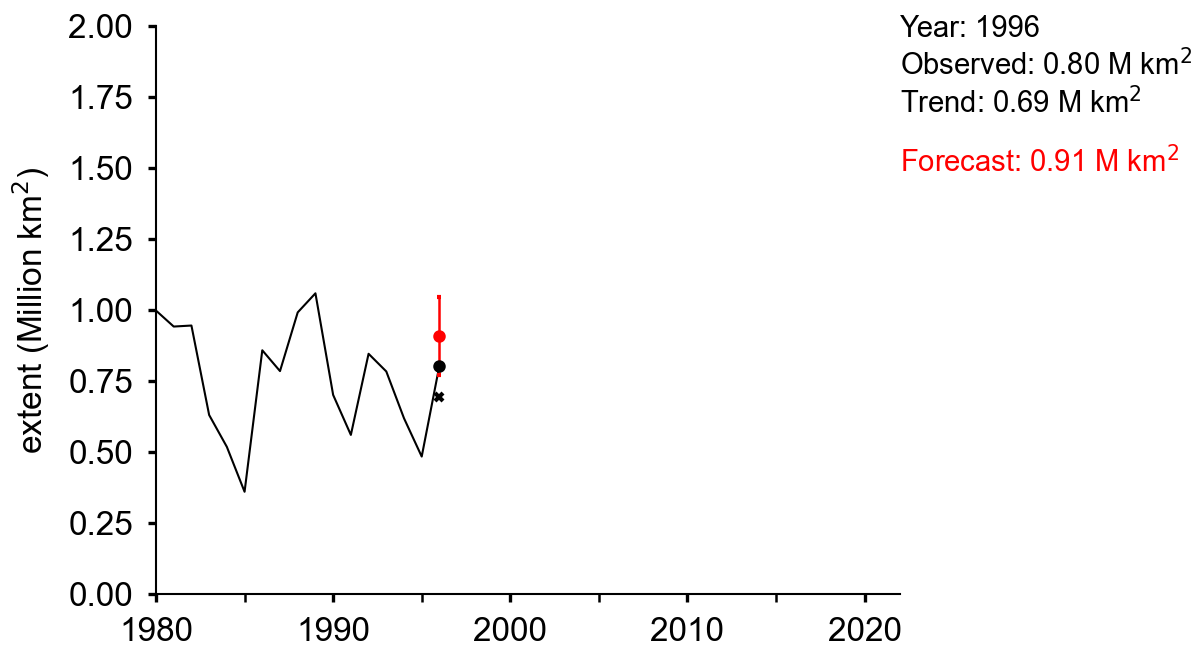 2.00
1.75
1.50
1.25
1.00
0.75
0.50
0.25
0.00
extent (Million km²)
1980 1990 2000 2010 2020
Year: 1996
Observed: 0.80 M km²
Trend: 0.69 M km²
Forecast: 0.91 M km²